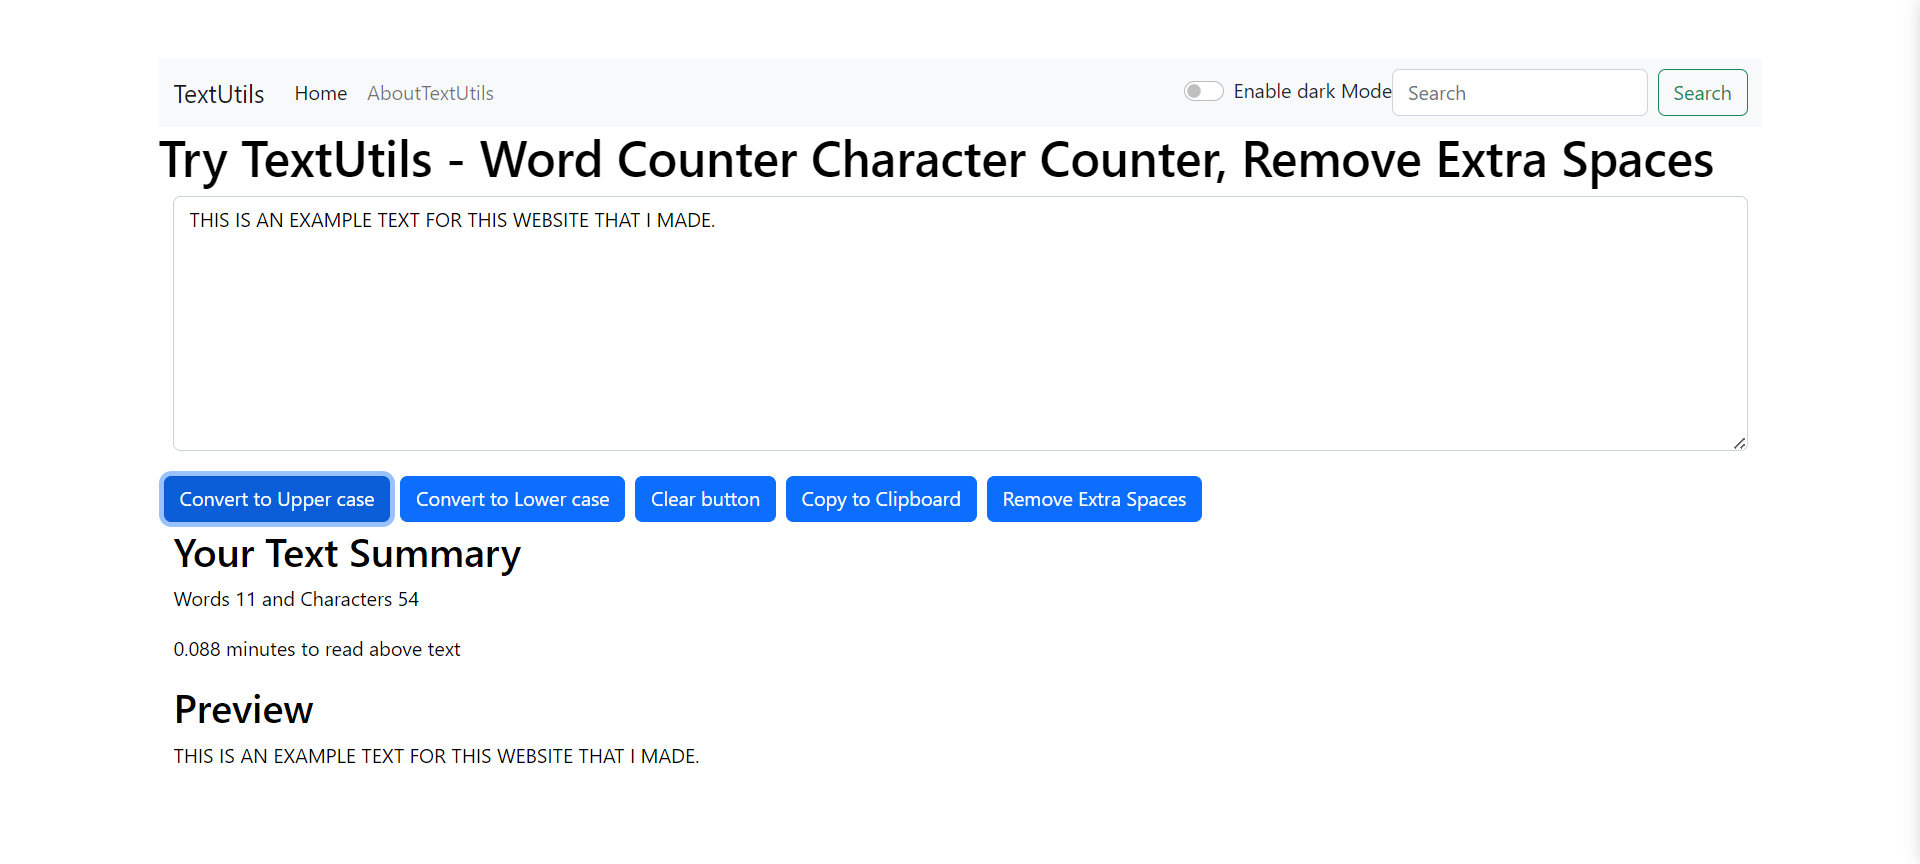 TextUtils Home AboutTextUtils Enable dark Mode Search Search
Try TextUtils - Word Counter Character Counter, Remove Extra Spaces
THIS IS AN EXAMPLE TEXT FOR THIS WEBSITE THAT I MADE.
Convert to Upper case Convert to Lower case Clear button Copy to Clipboard Remove Extra Spaces
Your Text Summary
Words 11 and Characters 54
0.088 minutes to read above text
Preview
THIS IS AN EXAMPLE TEXT FOR THIS WEBSITE THAT I MADE.